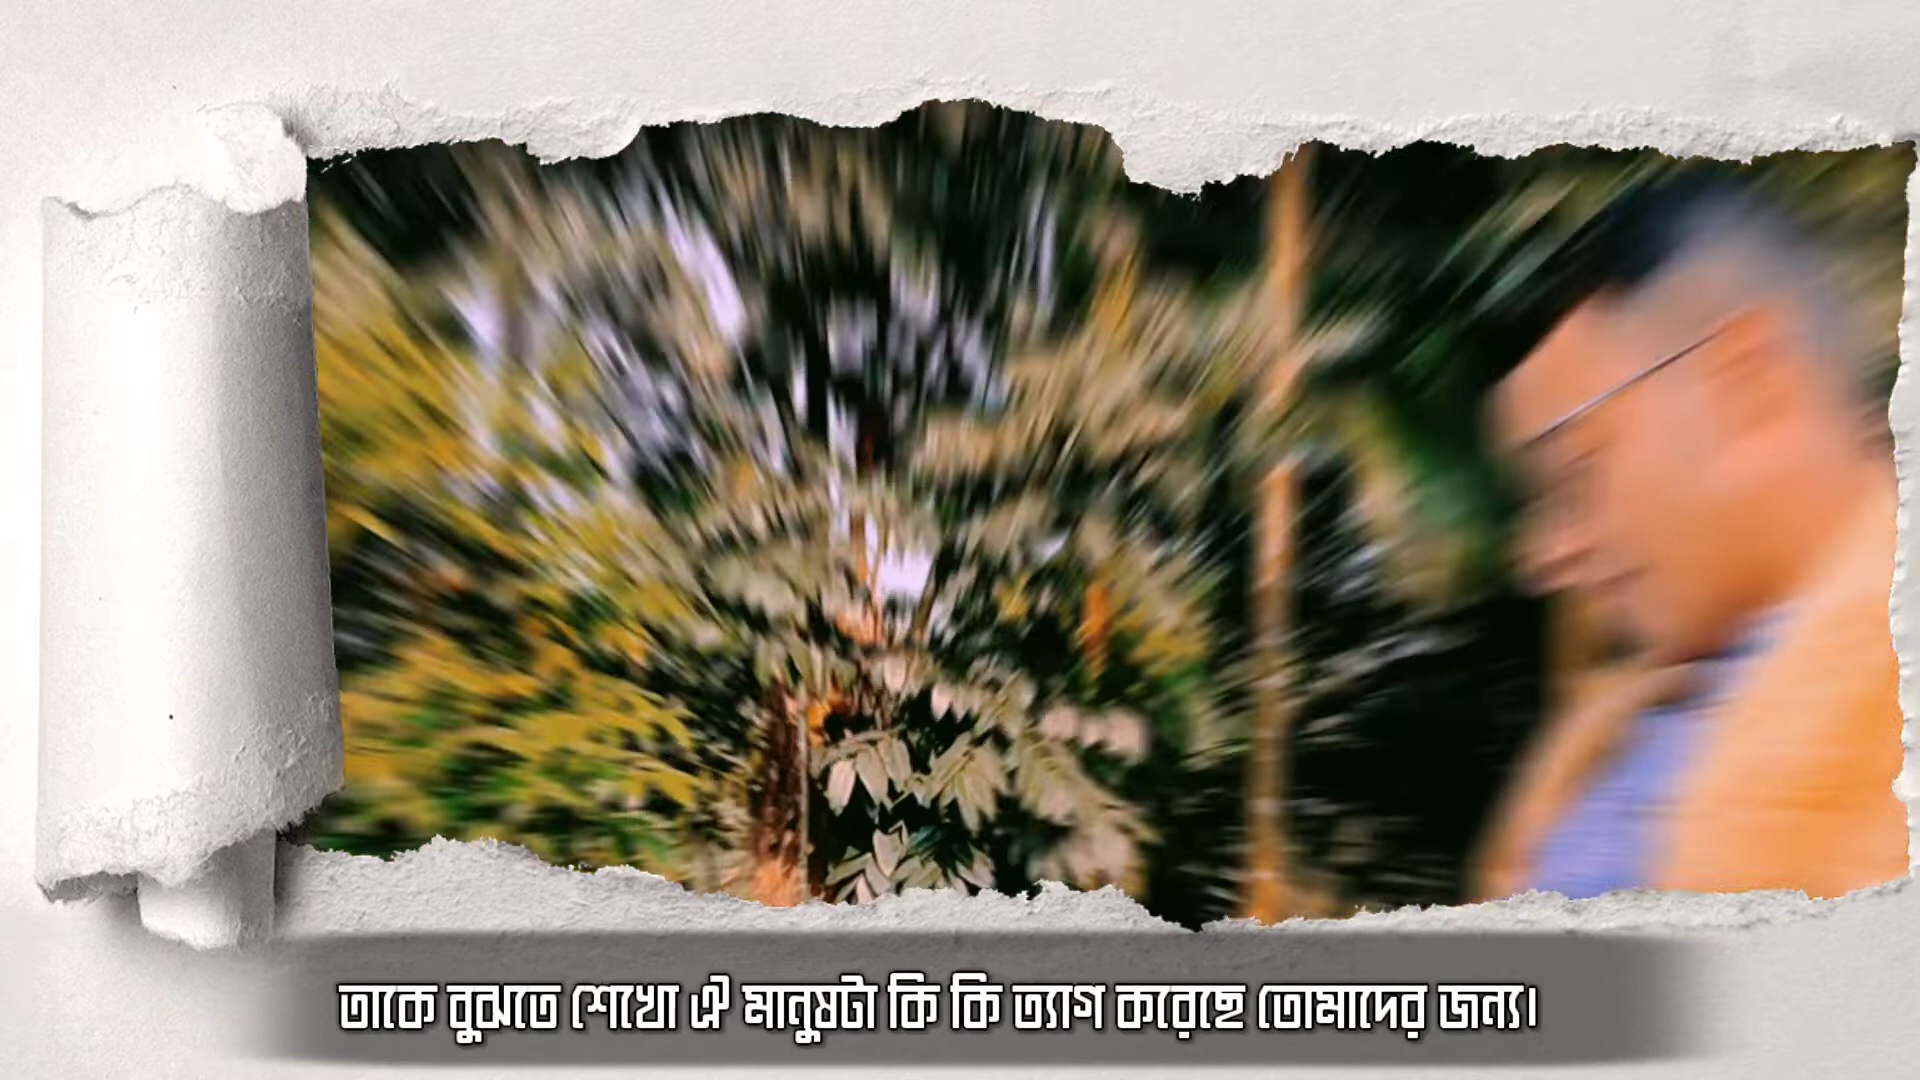 তাকে বুঝতে শেখো ঐ মানুষটা কি কি ত্যাগ করেছে তোমাদের জন্য।